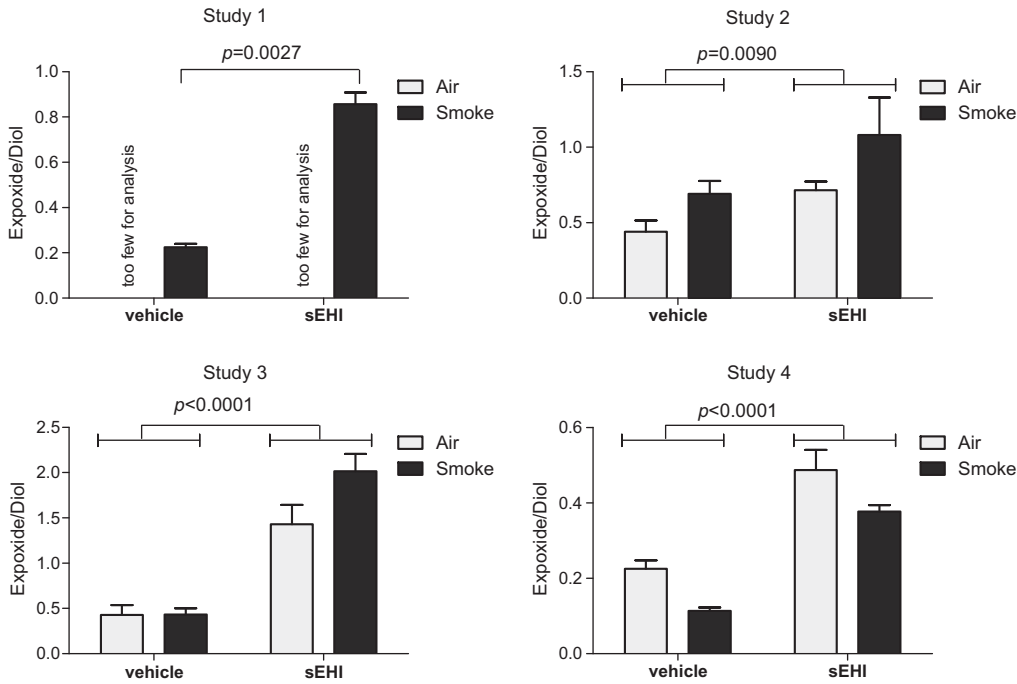 Study 1
p=0.0027
Expoxide/Diol
1.0
0.8
0.6
0.4
0.2
0.0
too few for analysis
too few for analysis
vehicle
sEHI
Air
Smoke
Study 2
p=0.0090
Expoxide/Diol
1.5
1.0
0.5
0.0
vehicle
sEHI
Air
Smoke
Study 3
p<0.0001
Expoxide/Diol
2.5
2.0
1.5
1.0
0.5
0.0
vehicle
sEHI
Air
Smoke
Study 4
p<0.0001
Expoxide/Diol
0.6
0.4
0.2
0.0
vehicle
sEHI
Air
Smoke